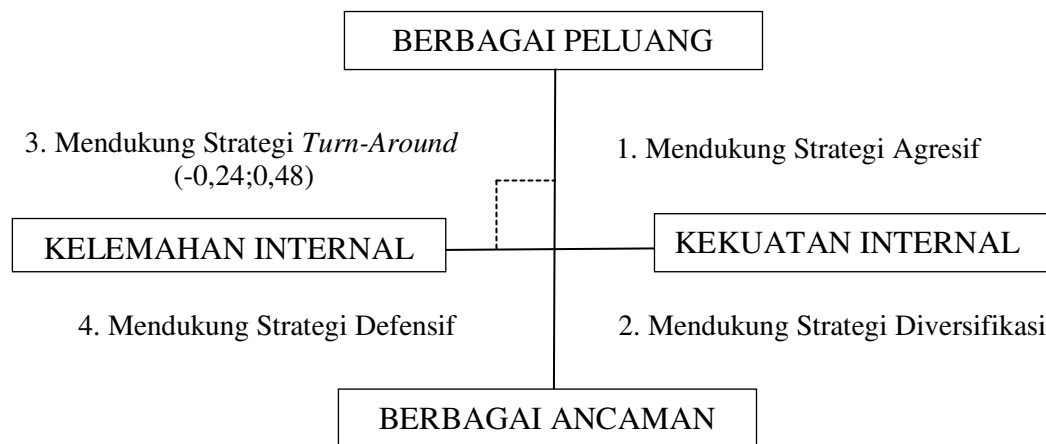 BERBAGAI PELUANG
3. Mendukung Strategi Turn-Around
(-0,24;0,48)
1. Mendukung Strategi Agresif
KELEMAHAN INTERNAL
KEKUATAN INTERNAL
4. Mendukung Strategi Defensif
2. Mendukung Strategi Diversifikasi
BERBAGAI ANCAMAN